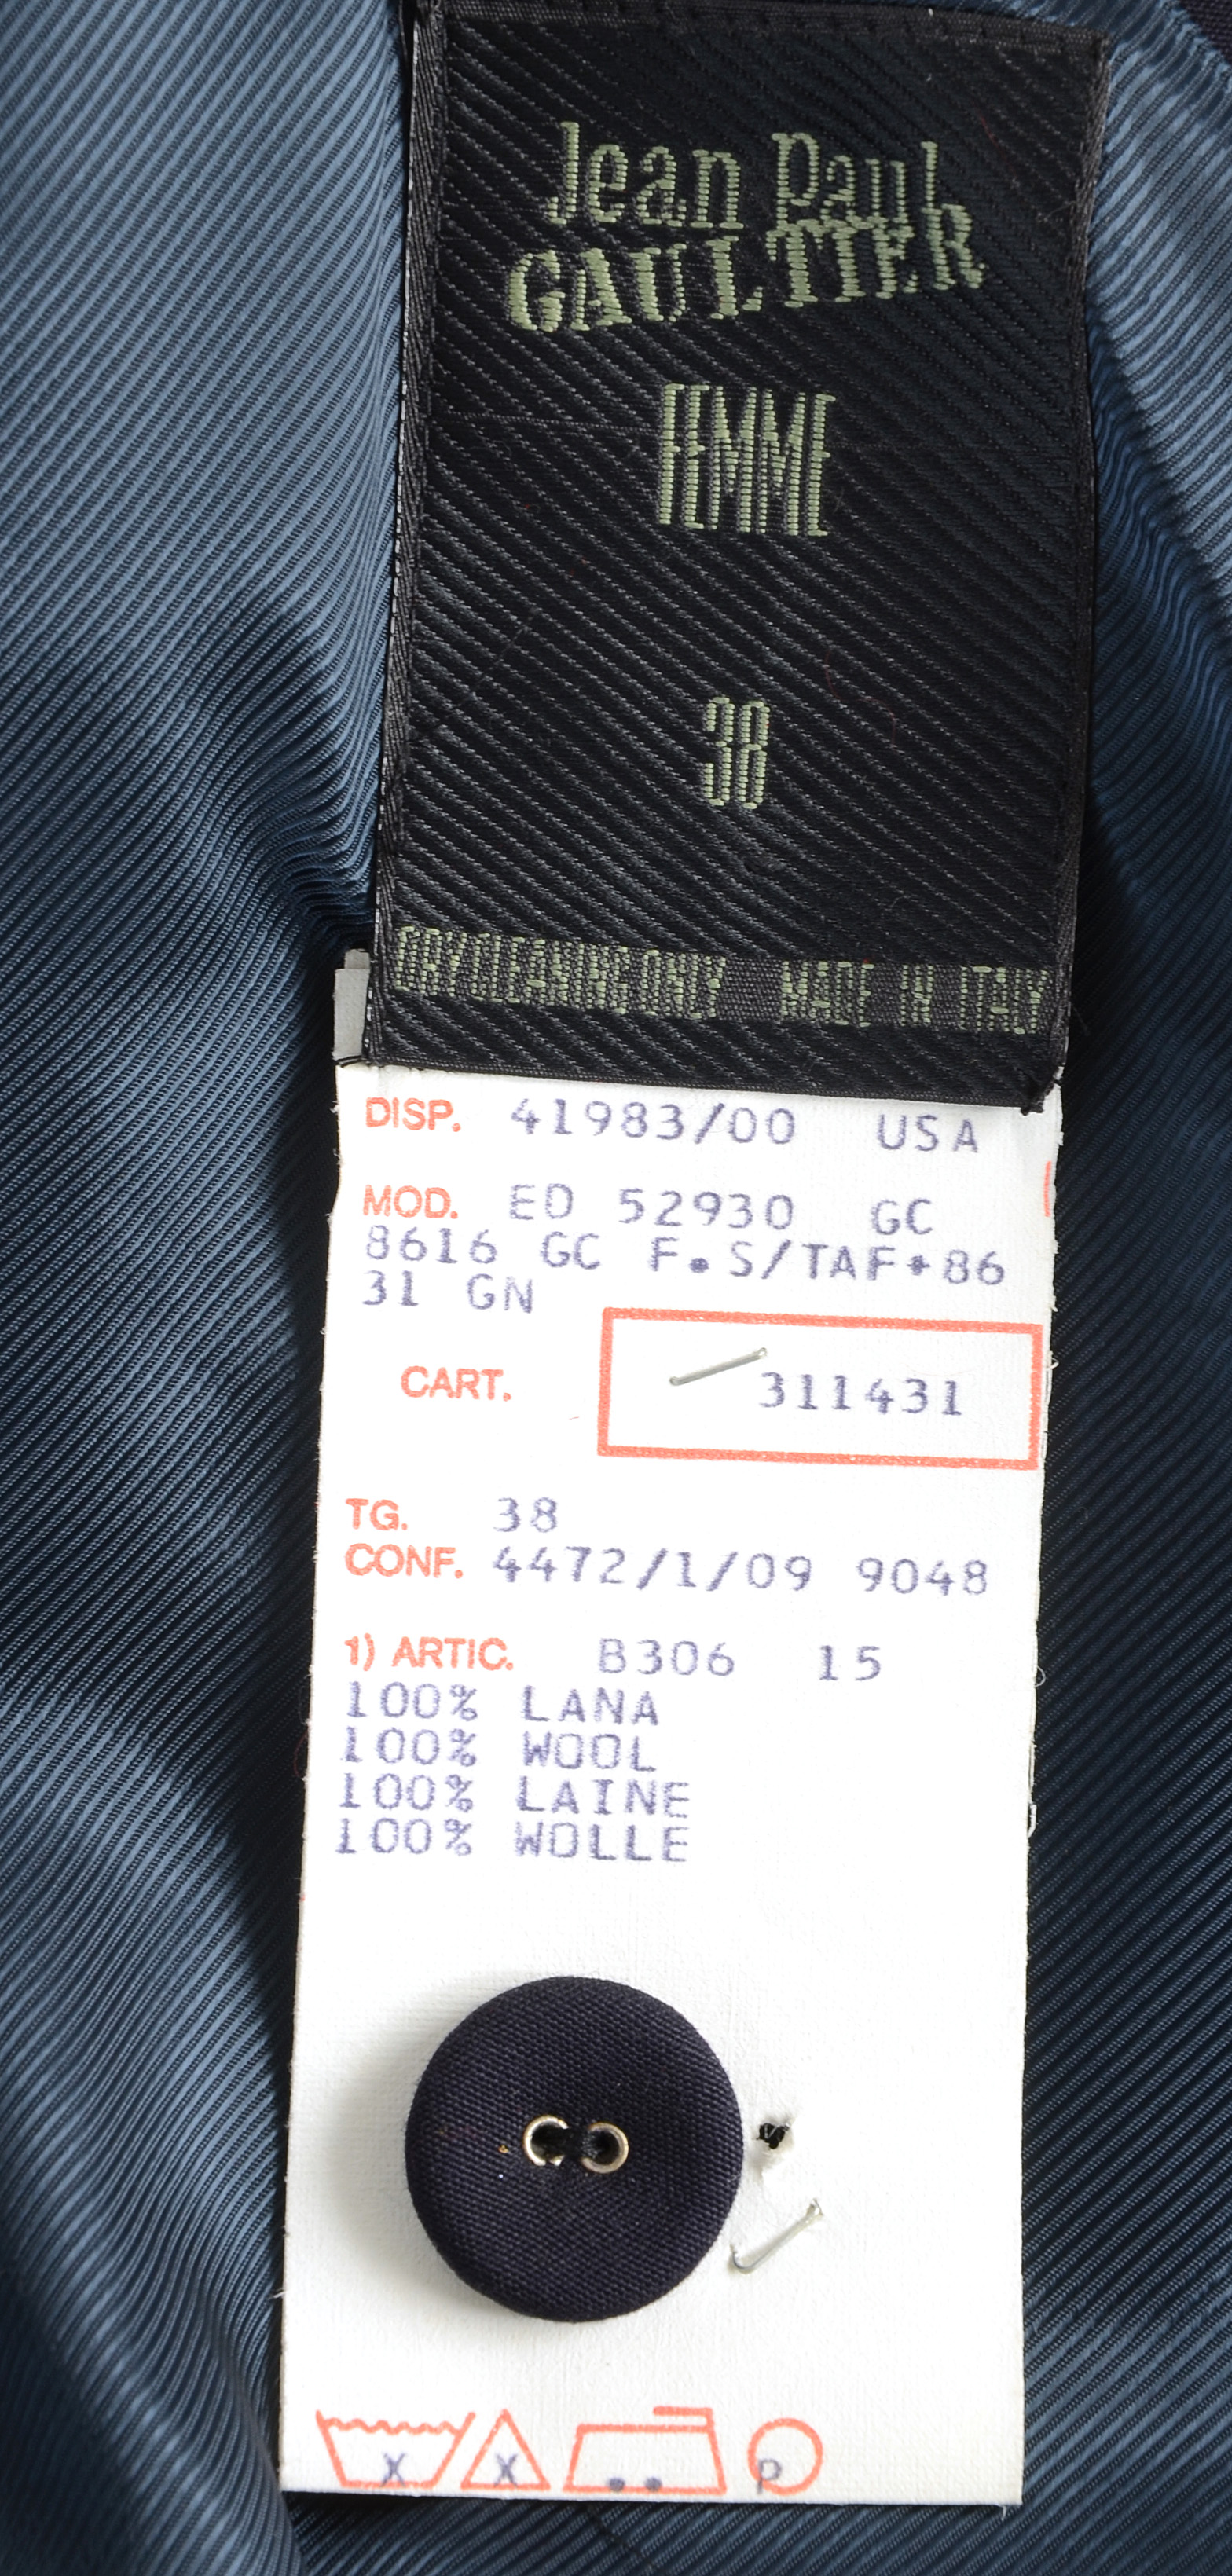 Jean Paul
GAULTIER
FEMME
38
DRYCLEANING ONLY MADE IN ITALY
DISP. 41983/00 USA
MOD. ED 52930 GC
8616 GC F.S/TAF+86
31 GN
CART. 311431
TG. 38
CONF. 4472/1/09 9048
1) ARTIC. B306 15
100% LANA
100% WOOL
100% LAINE
100% WOLLE
X X P